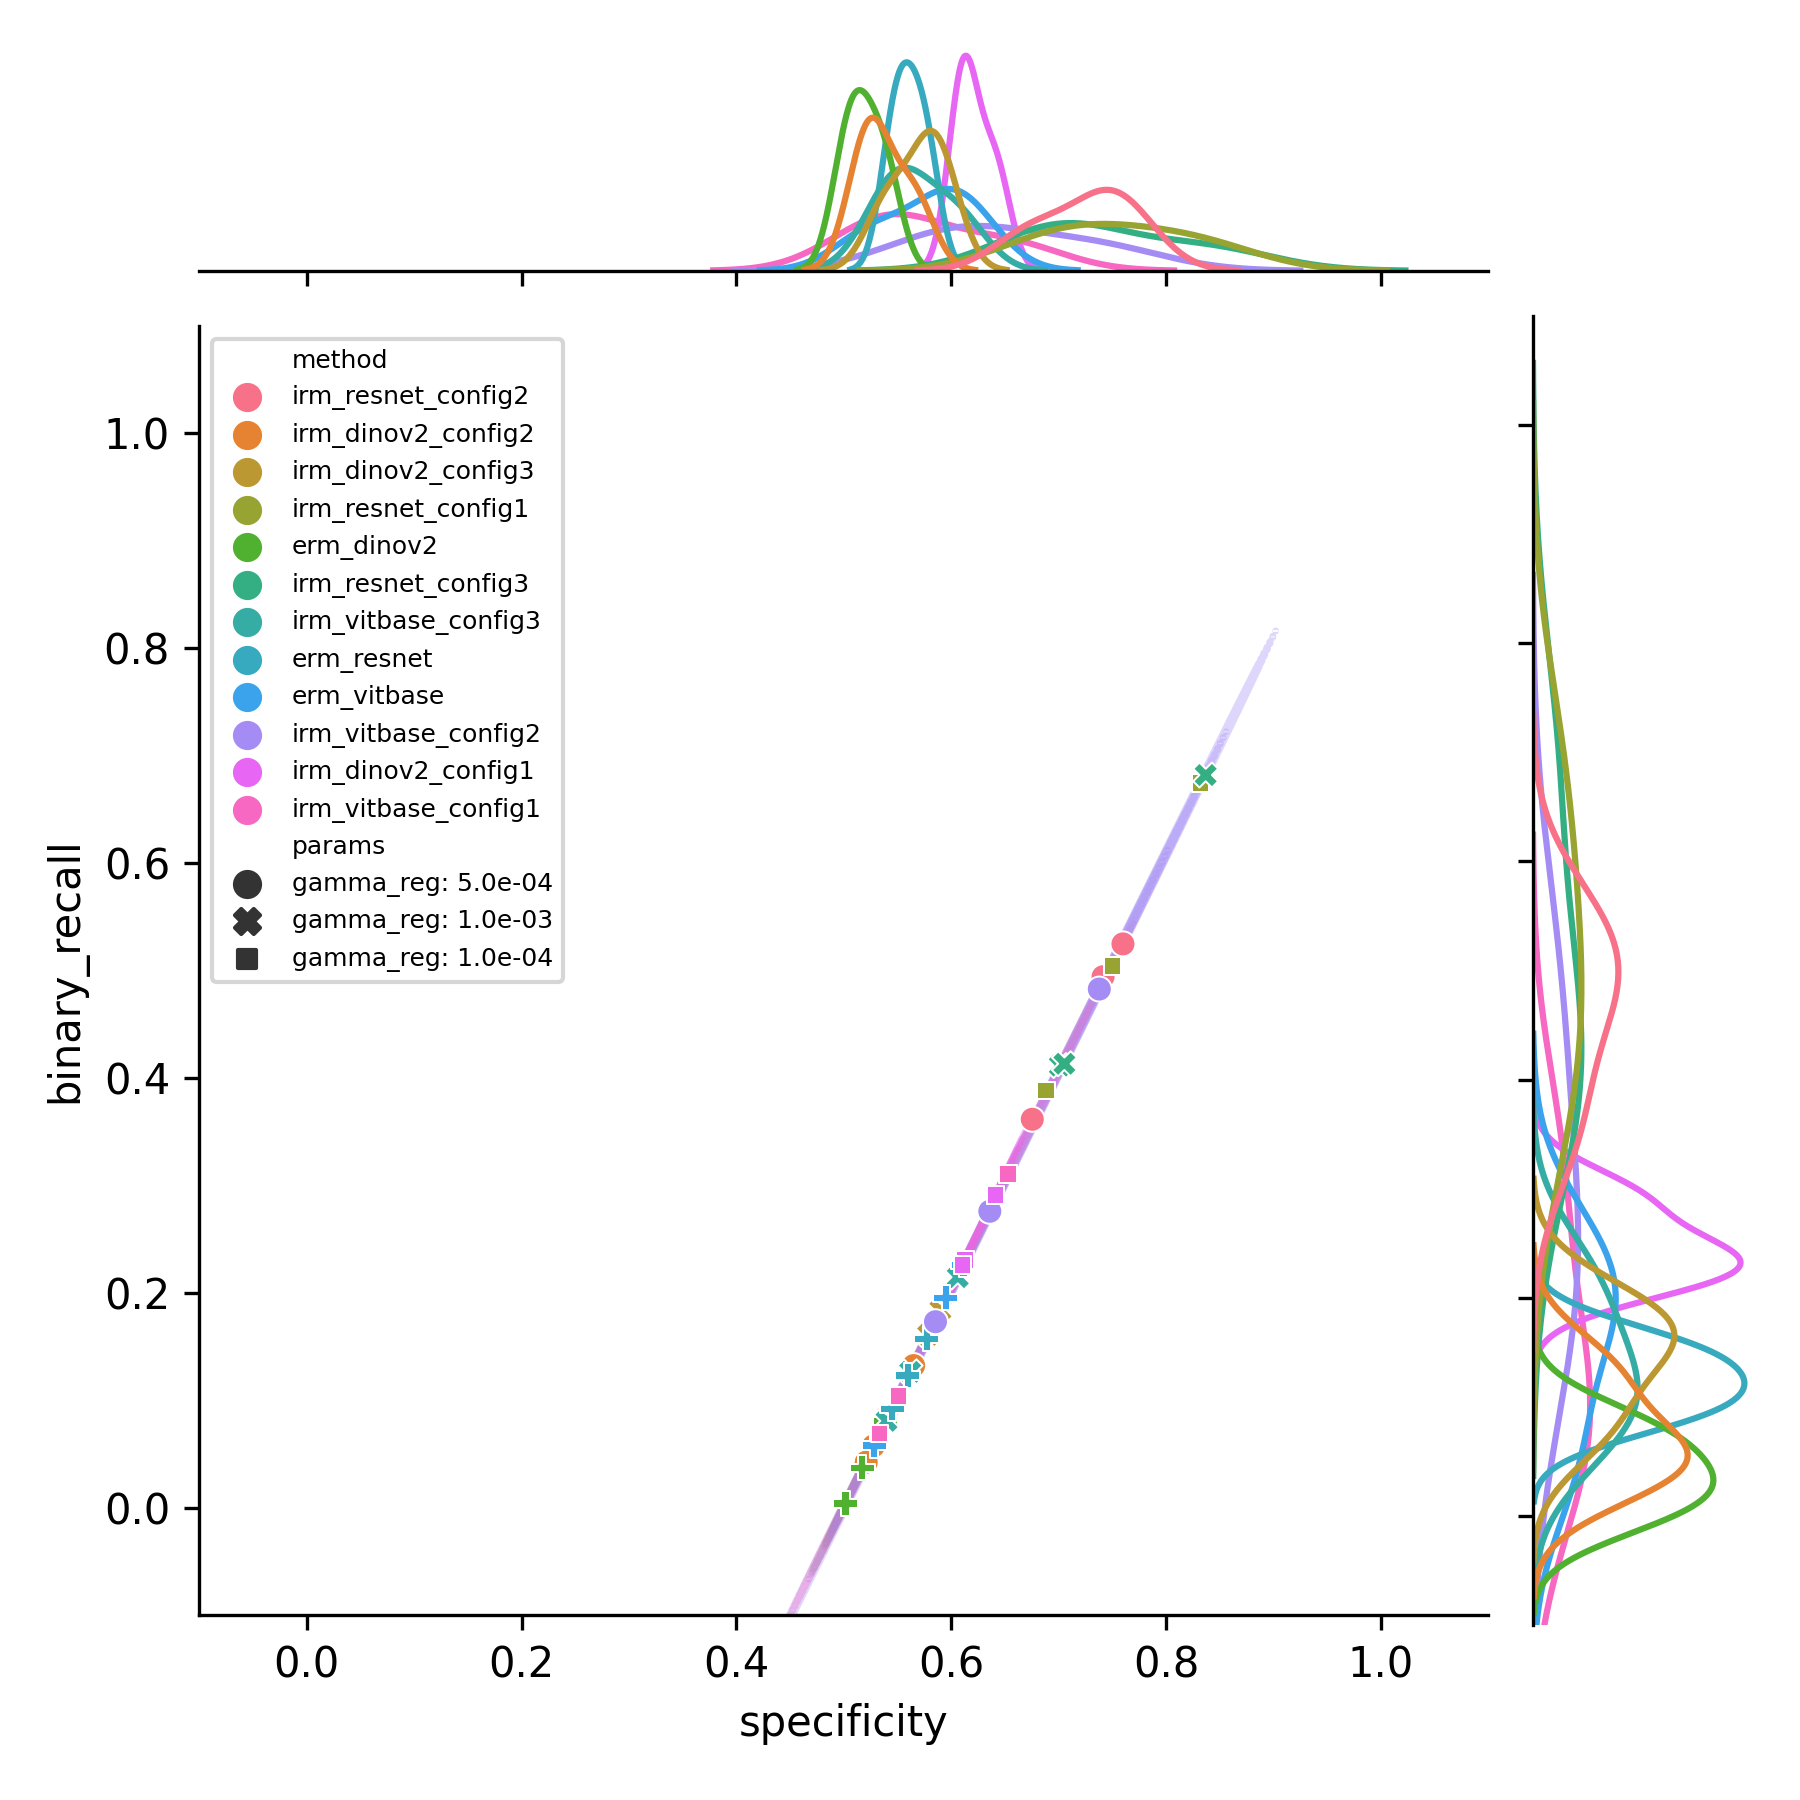 method
irm_resnet_config2
irm_dinov2_config2
irm_dinov2_config3
irm_resnet_config1
erm_dinov2
irm_resnet_config3
irm_vitbase_config3
erm_resnet
erm_vitbase
irm_vitbase_config2
irm_dinov2_config1
irm_vitbase_config1
params
gamma_reg: 5.0e-04
gamma_reg: 1.0e-03
gamma_reg: 1.0e-04
1.0
0.8
0.6
0.4
0.2
0.0
binary_recall
0.0 0.2 0.4 0.6 0.8 1.0
specificity